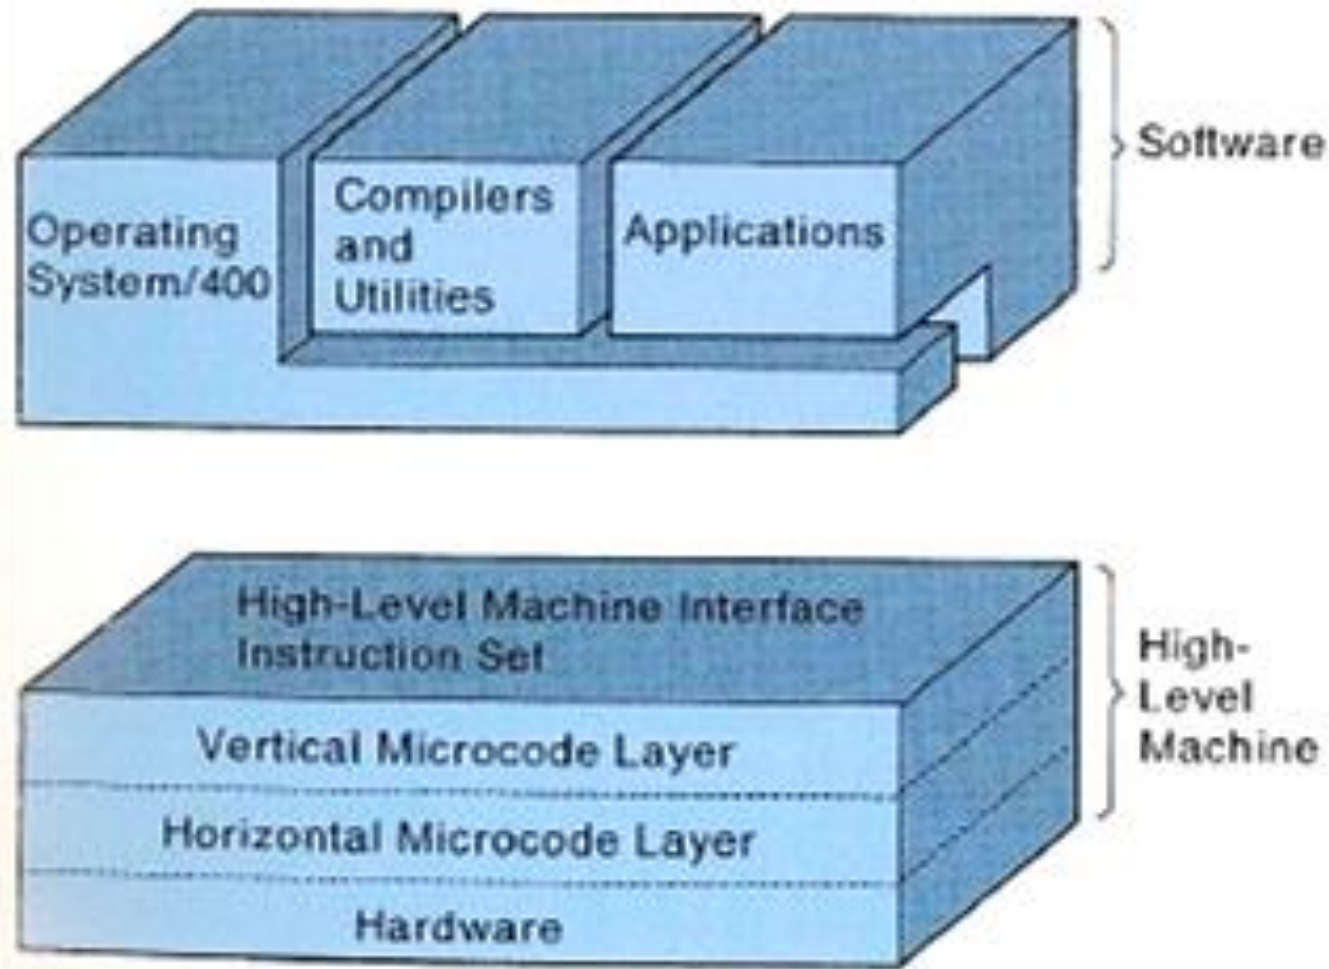 Software
Operating
System/400
Compilers
and
Utilities
Applications
High-Level Machine Interface
Instruction Set
High-
Level
Machine
Vertical Microcode Layer
Horizontal Microcode Layer
Hardware